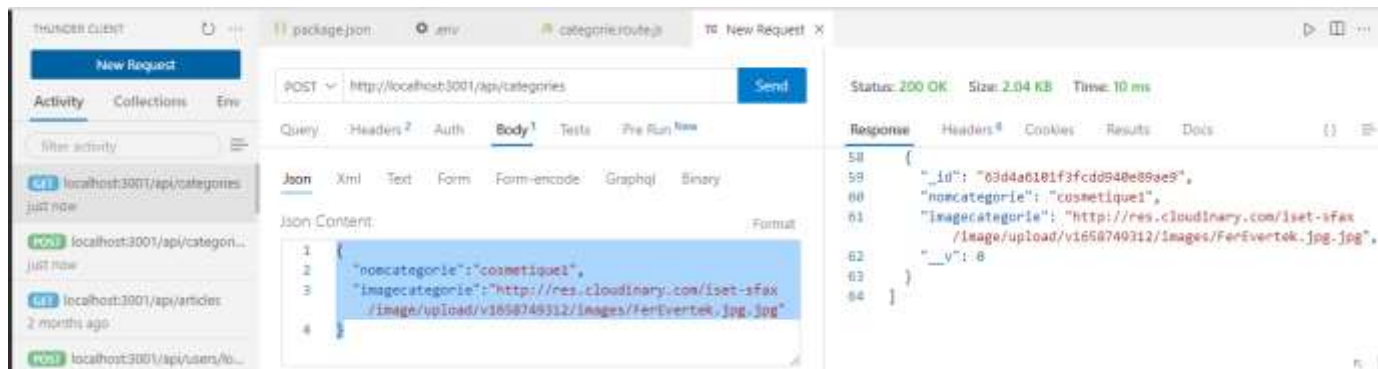 THUNDER CLIENT
New Request
Activity Collections Env
filter activity
GET localhost:3001/api/categories
just now
POST localhost:3001/api/categori...
just now
GET localhost:3001/api/articles
2 months ago
POST localhost:3001/api/users/lo...
package.json .env categorie.route.js TC New Request ×
POST http://localhost:3001/api/categories Send
Query Headers 2 Auth Body 1 Tests Pre Run New
Json Xml Text Form Form-encode Graphql Binary
Json Content Format
1 {
2 "nomcategorie":"cosmetique1",
3 "imagecategorie":"http://res.cloudinary.com/iset-sfax
/image/upload/v1658749312/images/FerEvertek.jpg.jpg"
4 }
Status: 200 OK Size: 2.04 KB Time: 10 ms
Response Headers 6 Cookies Results Docs {}
58 {
59 "_id": "63d4a6101f3fcdd940e89ae9",
60 "nomcategorie": "cosmetique1",
61 "imagecategorie": "http://res.cloudinary.com/iset-sfax
/image/upload/v1658749312/images/FerEvertek.jpg.jpg",
62 "__v": 0
63 }
64 ]